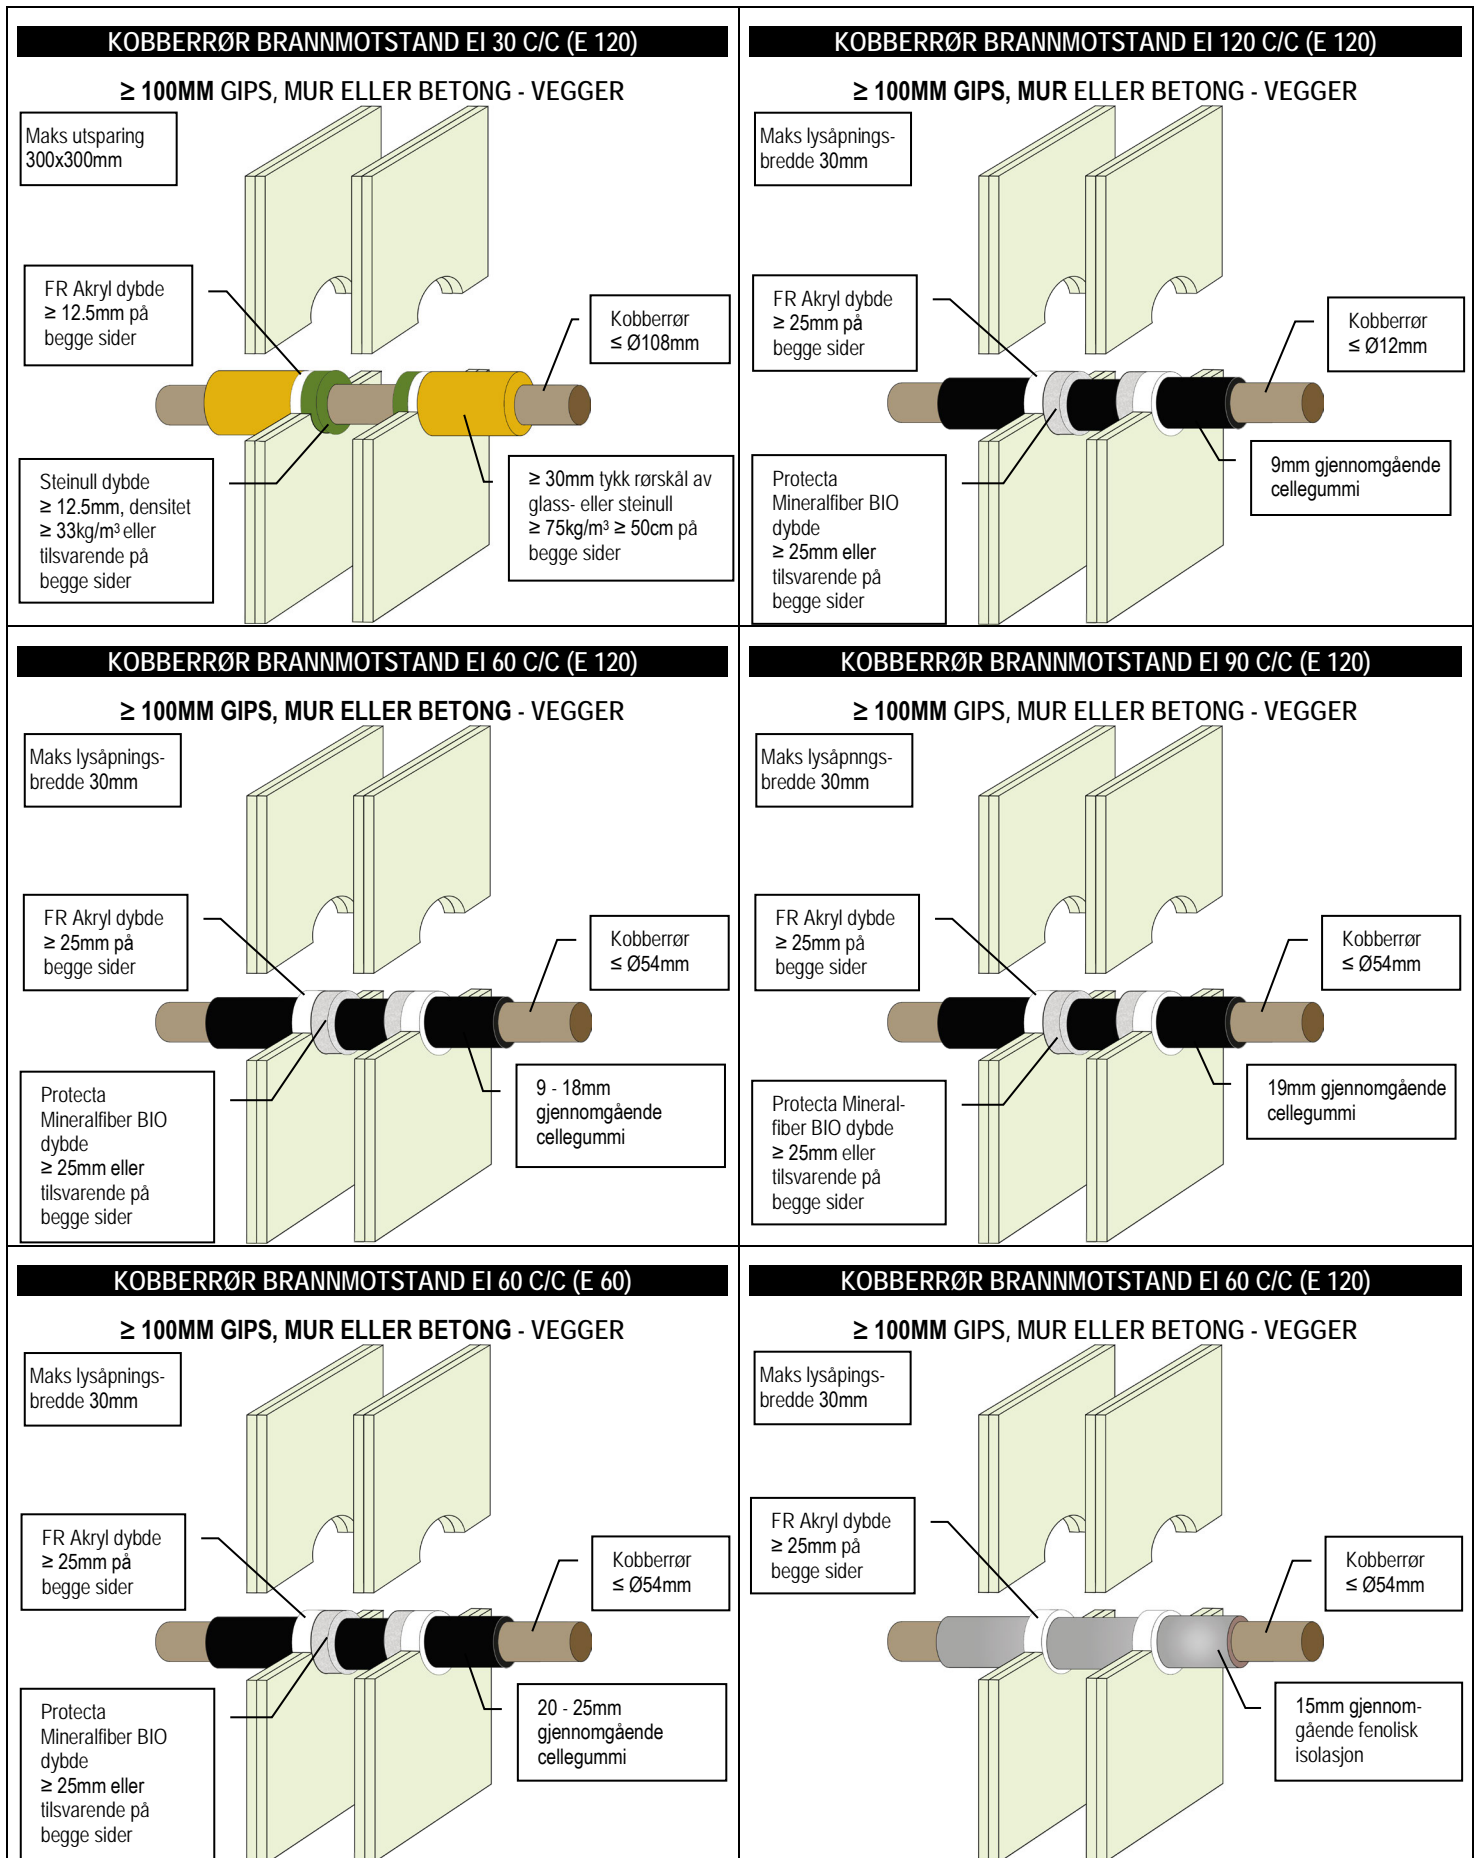 KOBBERRØR BRANNMOTSTAND EI 30 C/C (E 120)
≥ 100MM GIPS, MUR ELLER BETONG - VEGGER
Maks utsparing
300x300mm
FR Akryl dybde
≥ 12.5mm på
begge sider
Kobberrør
≤ Ø108mm
Steinull dybde
≥ 12.5mm, densitet
≥ 33kg/m³ eller
tilsvarende på
begge sider
≥ 30mm tykk rørskål av
glass- eller steinull
≥ 75kg/m³ ≥ 50cm på
begge sider
KOBBERRØR BRANNMOTSTAND EI 120 C/C (E 120)
≥ 100MM GIPS, MUR ELLER BETONG - VEGGER
Maks lysåpnings-
bredde 30mm
FR Akryl dybde
≥ 25mm på
begge sider
Kobberrør
≤ Ø12mm
Protecta
Mineralfiber BIO
dybde
≥ 25mm eller
tilsvarende på
begge sider
9mm gjennomgående
cellegummi
KOBBERRØR BRANNMOTSTAND EI 60 C/C (E 120)
≥ 100MM GIPS, MUR ELLER BETONG - VEGGER
Maks lysåpnings-
bredde 30mm
FR Akryl dybde
≥ 25mm på
begge sider
Kobberrør
≤ Ø54mm
Protecta
Mineralfiber BIO
dybde
≥ 25mm eller
tilsvarende på
begge sider
9 - 18mm
gjennomgående
cellegummi
KOBBERRØR BRANNMOTSTAND EI 90 C/C (E 120)
≥ 100MM GIPS, MUR ELLER BETONG - VEGGER
Maks lysåpnngs-
bredde 30mm
FR Akryl dybde
≥ 25mm på
begge sider
Kobberrør
≤ Ø54mm
Protecta Mineral-
fiber BIO dybde
≥ 25mm eller
tilsvarende på
begge sider
19mm gjennomgående
cellegummi
KOBBERRØR BRANNMOTSTAND EI 60 C/C (E 60)
≥ 100MM GIPS, MUR ELLER BETONG - VEGGER
Maks lysåpnings-
bredde 30mm
FR Akryl dybde
≥ 25mm på
begge sider
Kobberrør
≤ Ø54mm
Protecta
Mineralfiber BIO
dybde
≥ 25mm eller
tilsvarende på
begge sider
20 - 25mm
gjennomgående
cellegummi
KOBBERRØR BRANNMOTSTAND EI 60 C/C (E 120)
≥ 100MM GIPS, MUR ELLER BETONG - VEGGER
Maks lysåpings-
bredde 30mm
FR Akryl dybde
≥ 25mm på
begge sider
Kobberrør
≤ Ø54mm
15mm gjennom-
gående fenolisk
isolasjon